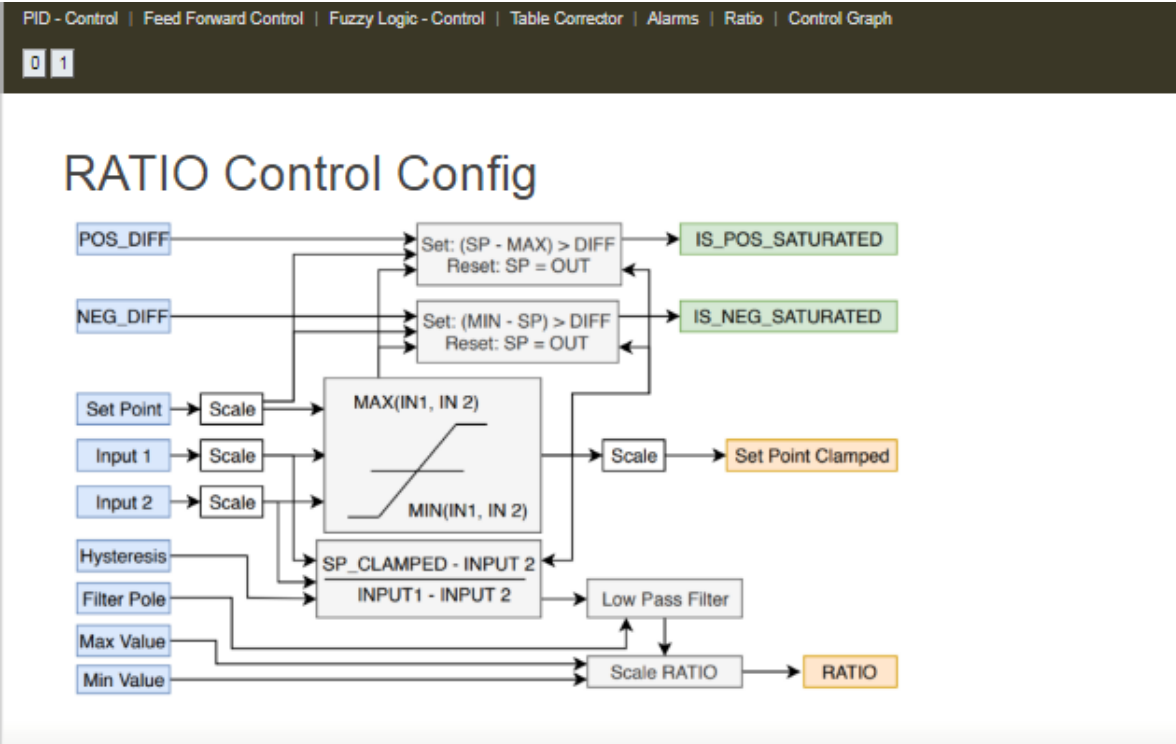 PID - Control | Feed Forward Control | Fuzzy Logic - Control | Table Corrector | Alarms | Ratio | Control Graph
0 1
RATIO Control Config
POS_DIFF
Set: (SP - MAX) > DIFF
Reset: SP = OUT
IS_POS_SATURATED
NEG_DIFF
Set: (MIN - SP) > DIFF
Reset: SP = OUT
IS_NEG_SATURATED
Set Point
Scale
MAX(IN1, IN 2)
Input 1
Scale
Scale
Set Point Clamped
Input 2
Scale
MIN(IN1, IN 2)
Hysteresis
SP_CLAMPED - INPUT 2
INPUT1 - INPUT 2
Filter Pole
Low Pass Filter
Max Value
Min Value
Scale RATIO
RATIO